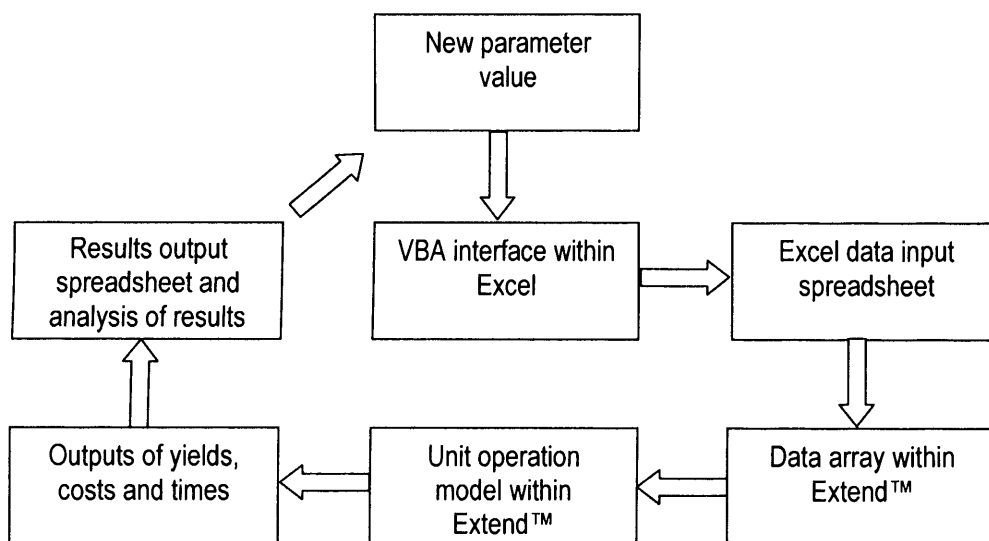 New parameter
value
VBA interface within
Excel
Excel data input
spreadsheet
Data array within
Extend™
Unit operation
model within
Extend™
Outputs of yields,
costs and times
Results output
spreadsheet and
analysis of results